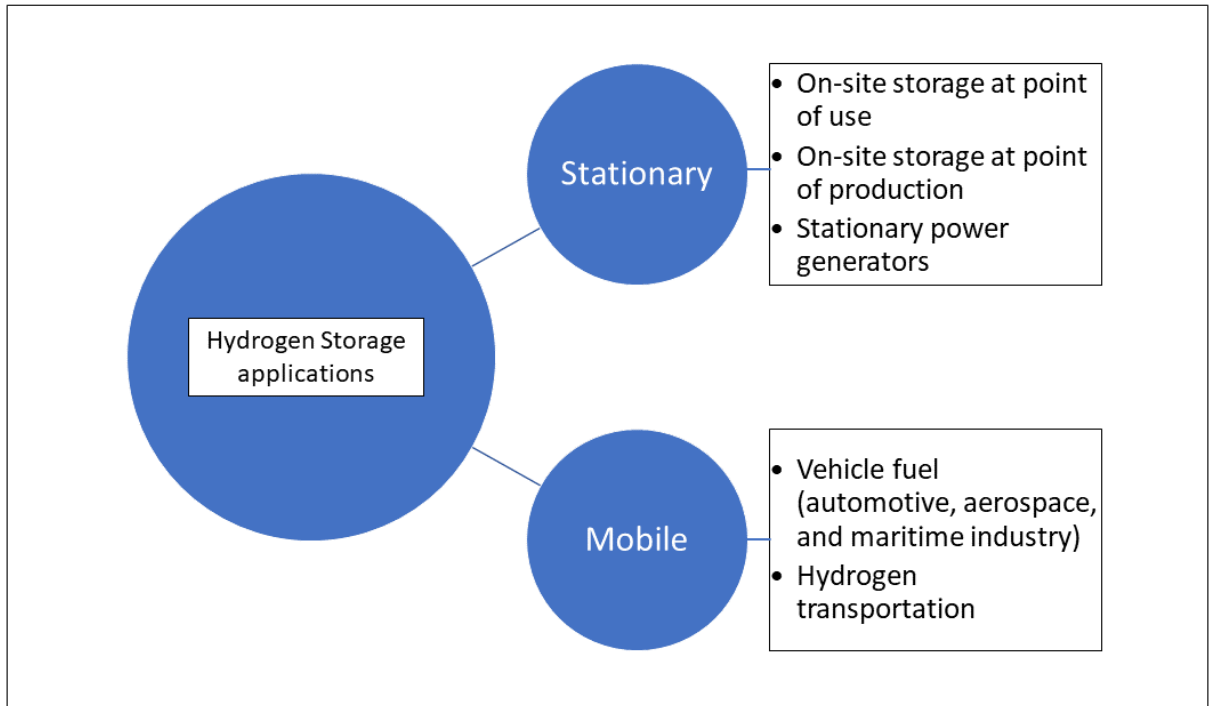 Hydrogen Storage
applications
Stationary
• On-site storage at point
of use
• On-site storage at point
of production
• Stationary power
generators
Mobile
• Vehicle fuel
(automotive, aerospace,
and maritime industry)
• Hydrogen
transportation